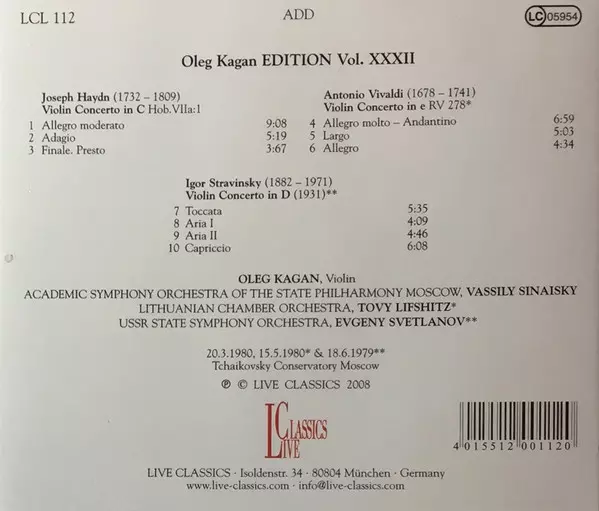 LCL 112
ADD
LC 05954
Oleg Kagan EDITION Vol. XXXII
Joseph Haydn (1732 – 1809)
Violin Concerto in C Hob.VIIa:1
1 Allegro moderato 9:08
2 Adagio 5:19
3 Finale. Presto 3:67
Antonio Vivaldi (1678 – 1741)
Violin Concerto in e RV 278*
4 Allegro molto – Andantino 6:59
5 Largo 5:03
6 Allegro 4:34
Igor Stravinsky (1882 – 1971)
Violin Concerto in D (1931)**
7 Toccata 5:35
8 Aria I 4:09
9 Aria II 4:46
10 Capriccio 6:08
OLEG KAGAN, Violin
ACADEMIC SYMPHONY ORCHESTRA OF THE STATE PHILHARMONY MOSCOW, VASSILY SINAISKY
LITHUANIAN CHAMBER ORCHESTRA, TOVY LIFSHITZ*
USSR STATE SYMPHONY ORCHESTRA, EVGENY SVETLANOV**
20.3.1980, 15.5.1980* & 18.6.1979**
Tchaikovsky Conservatory Moscow
℗ © LIVE CLASSICS 2008
LIVE CLASSICS
4 015512 001120
LIVE CLASSICS · Isoldenstr. 34 · 80804 München · Germany
www.live-classics.com · info@live-classics.com